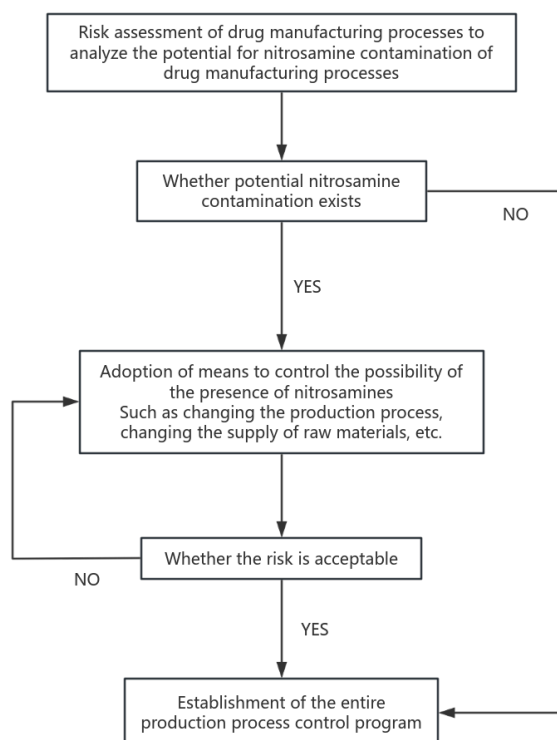 Risk assessment of drug manufacturing processes to
analyze the potential for nitrosamine contamination of
drug manufacturing processes
Whether potential nitrosamine
contamination exists
NO
YES
Adoption of means to control the possibility of
the presence of nitrosamines
Such as changing the production process,
changing the supply of raw materials, etc.
Whether the risk is acceptable
NO
YES
Establishment of the entire
production process control program